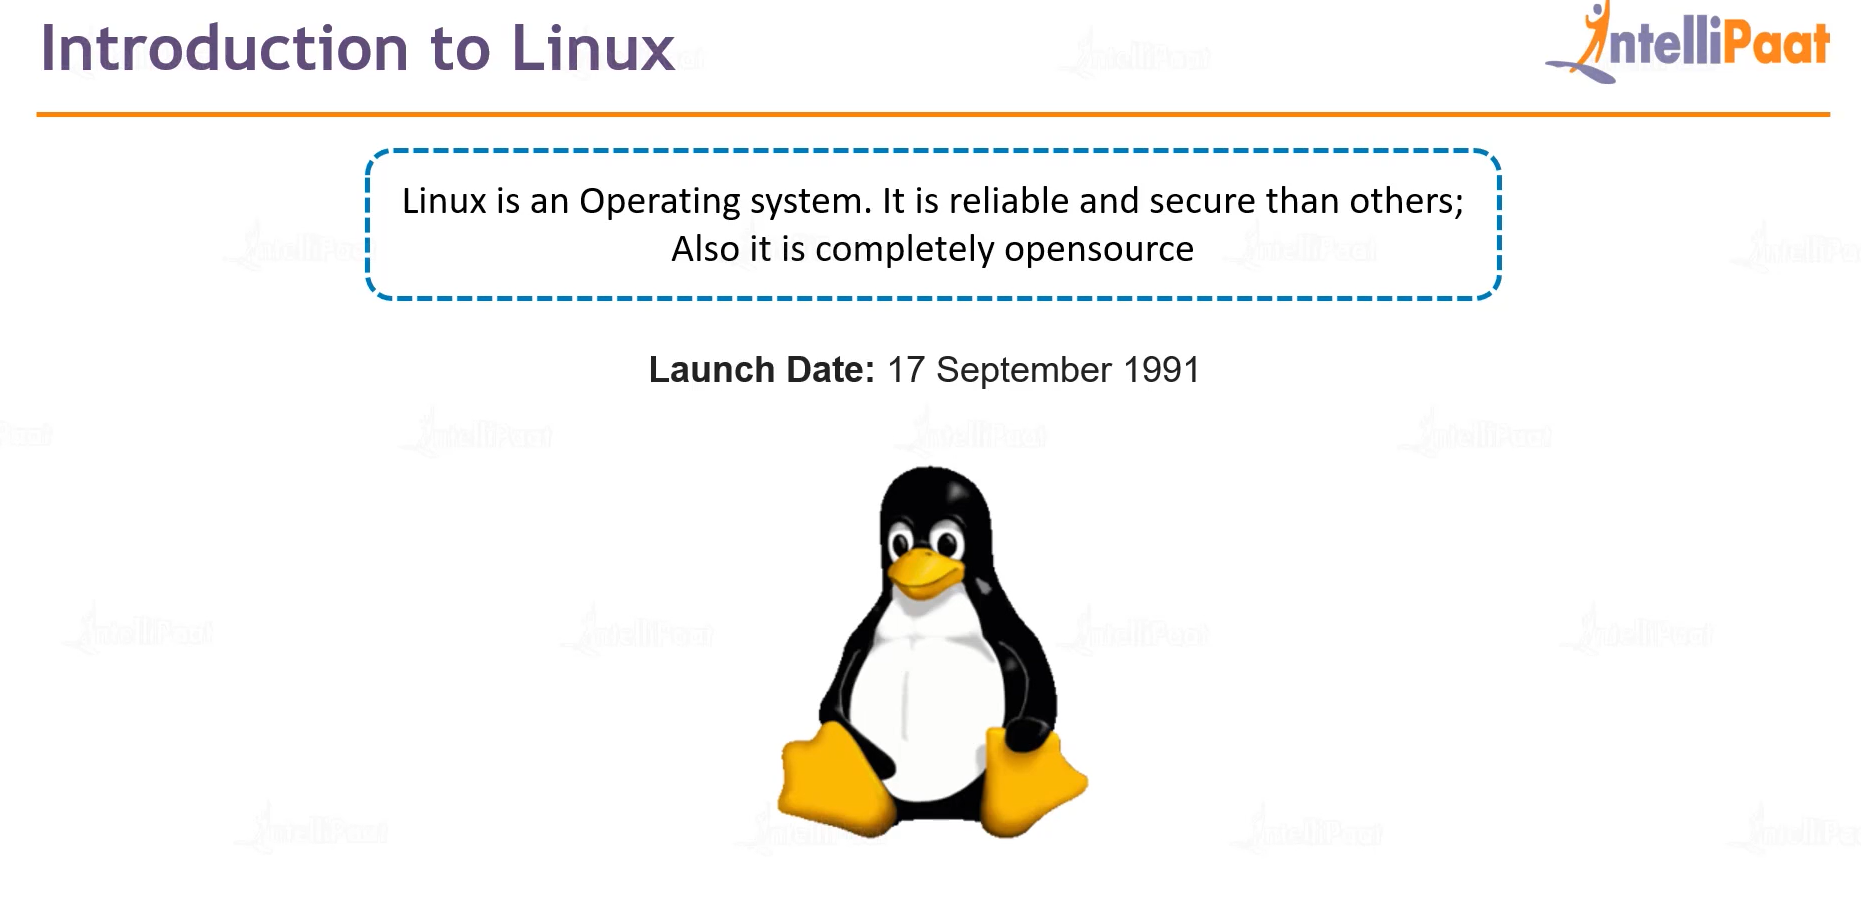 Introduction to Linux
IntelliPaat
Linux is an Operating system. It is reliable and secure than others;
Also it is completely opensource
Launch Date: 17 September 1991